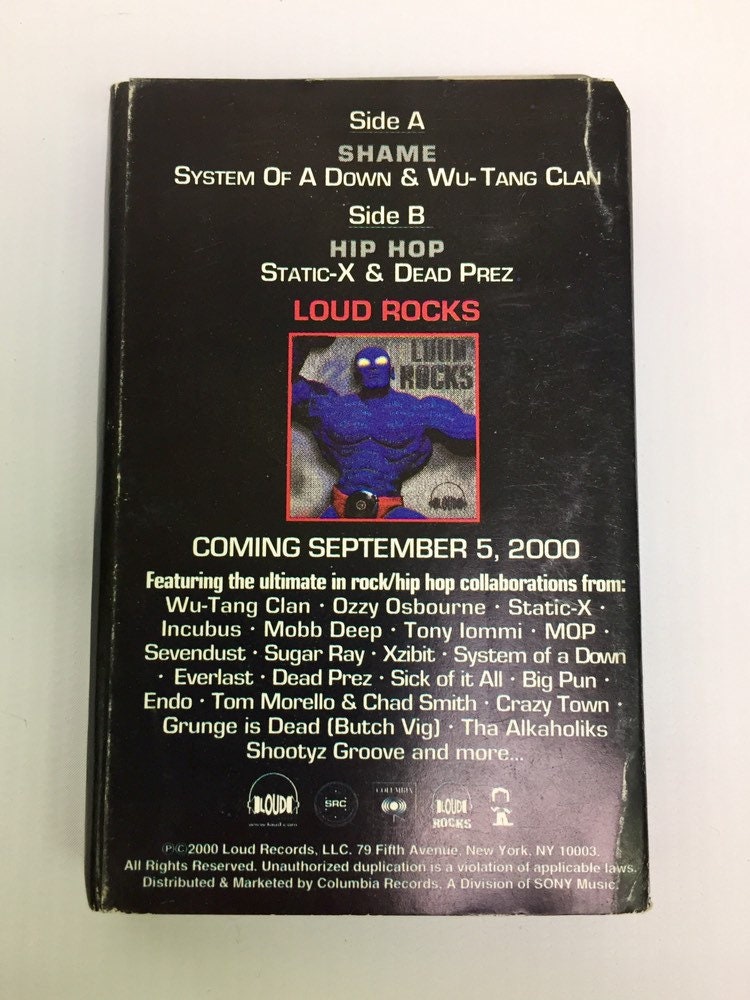 Side A
SHAME
SYSTEM OF A DOWN & WU-TANG CLAN
Side B
HIP HOP
STATIC-X & DEAD PREZ
LOUD ROCKS
LOUD
ROCKS
LOUD
COMING SEPTEMBER 5, 2000
Featuring the ultimate in rock/hip hop collaborations from:
Wu-Tang Clan · Ozzy Osbourne · Static-X ·
Incubus · Mobb Deep · Tony Iommi · MOP ·
Sevendust · Sugar Ray · Xzibit · System of a Down
· Everlast · Dead Prez · Sick of it All · Big Pun ·
Endo · Tom Morello & Chad Smith · Crazy Town ·
Grunge is Dead (Butch Vig) · Tha Alkaholiks
Shootyz Groove and more...
LOUD SRC COLUMBIA LOUD
www.loud.com ROCKS
℗©2000 Loud Records, LLC. 79 Fifth Avenue, New York, NY 10003.
All Rights Reserved. Unauthorized duplication is a violation of applicable laws.
Distributed & Marketed by Columbia Records. A Division of SONY Music.